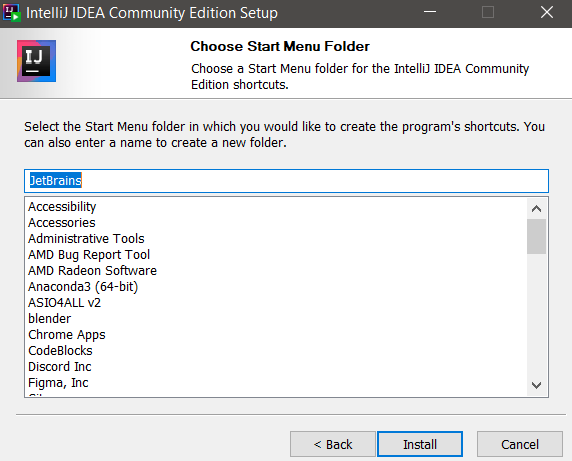 IntelliJ IDEA Community Edition Setup
IJ
Choose Start Menu Folder
Choose a Start Menu folder for the IntelliJ IDEA Community
Edition shortcuts.
Select the Start Menu folder in which you would like to create the program's shortcuts. You
can also enter a name to create a new folder.
JetBrains
Accessibility
Accessories
Administrative Tools
AMD Bug Report Tool
AMD Radeon Software
Anaconda3 (64-bit)
ASIO4ALL v2
blender
Chrome Apps
CodeBlocks
Discord Inc
Figma, Inc
< Back
Install
Cancel